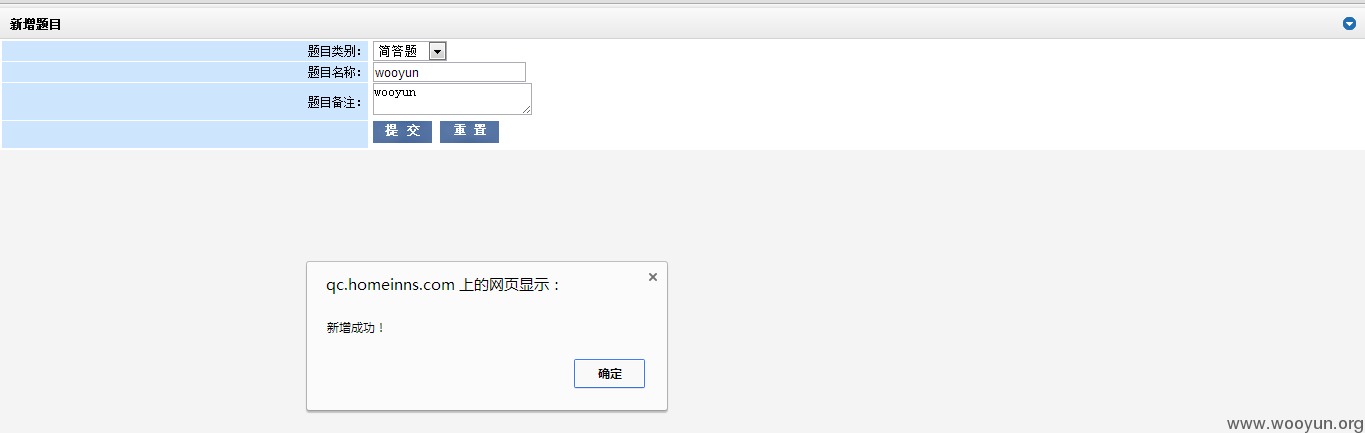 新增题目
题目类别： 简答题
题目名称： wooyun
题目备注： wooyun
提 交 重 置
qc.homeinns.com 上的网页显示：
新增成功！
确定
www.wooyun.org